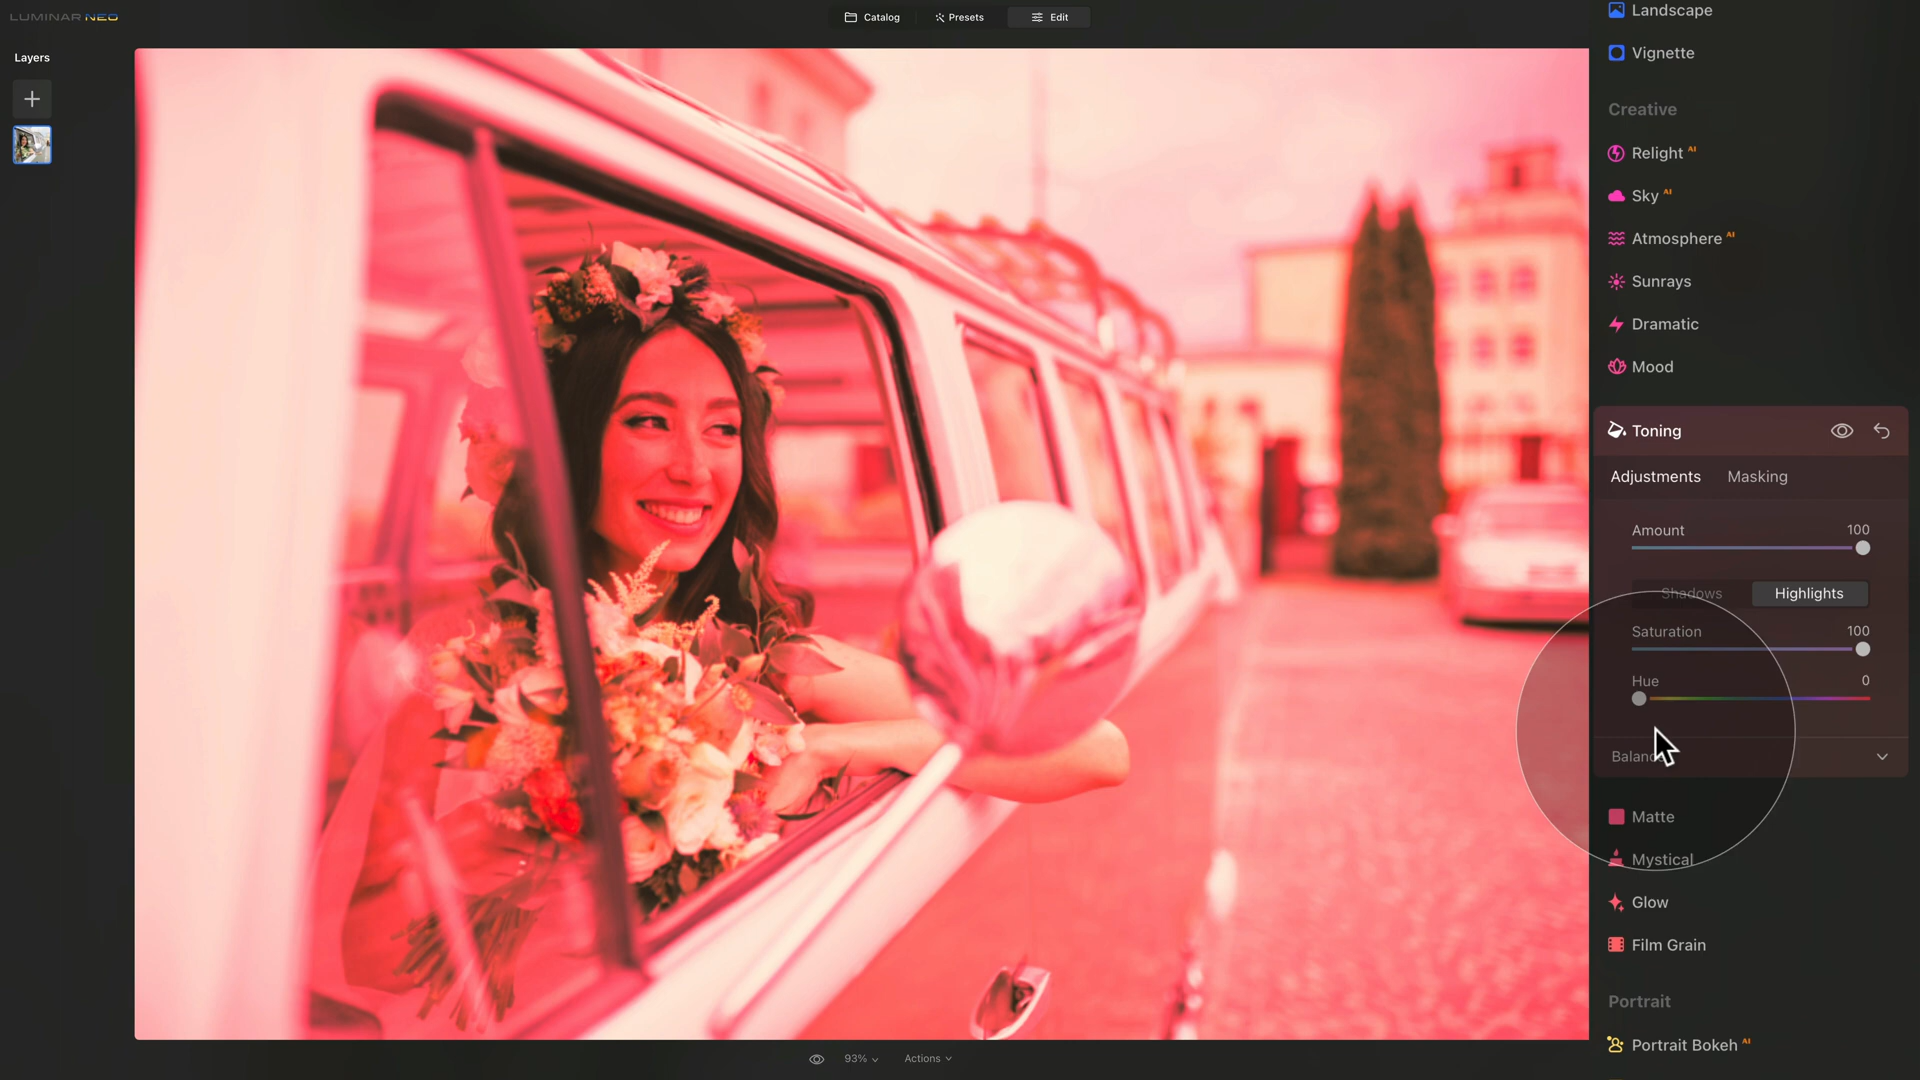 LUMINAR NEO
Catalog
Presets
Edit
Layers
Landscape
Vignette
Creative
Relight AI
Sky AI
Atmosphere AI
Sunrays
Dramatic
Mood
Toning
Adjustments
Masking
Amount 100
Shadows
Highlights
Saturation 100
Hue 0
Matte
Mystical
Glow
Film Grain
Portrait
Portrait Bokeh AI
93%
Actions